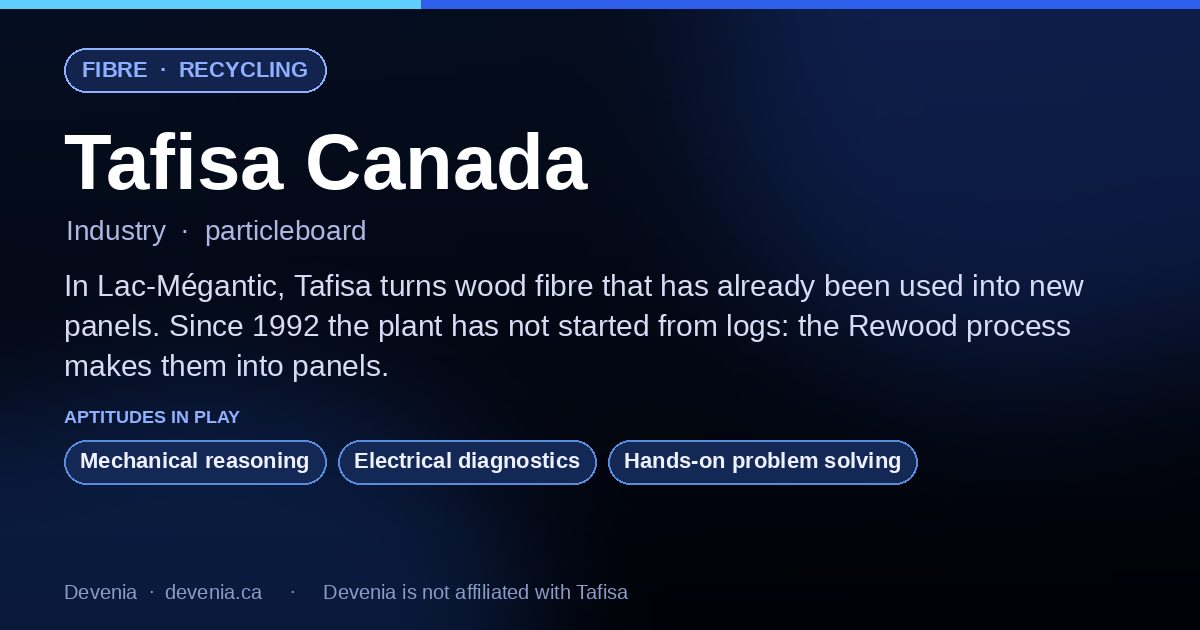 FIBRE · RECYCLING
Tafisa Canada
Industry · particleboard
In Lac-Mégantic, Tafisa turns wood fibre that has already been used into new
panels. Since 1992 the plant has not started from logs: the Rewood process
makes them into panels.
APTITUDES IN PLAY
Mechanical reasoning
Electrical diagnostics
Hands-on problem solving
Devenia · devenia.ca · Devenia is not affiliated with Tafisa